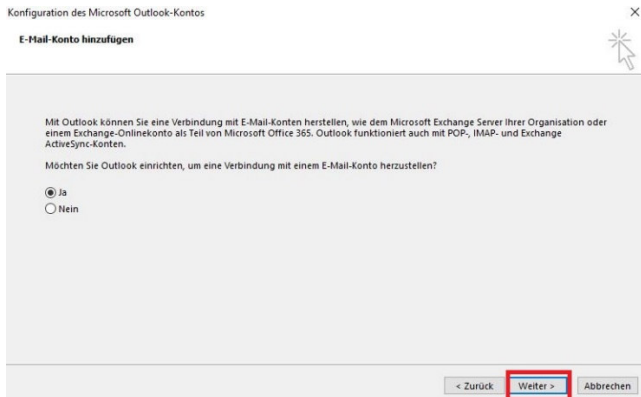 Konfiguration des Microsoft Outlook-Kontos
E-Mail-Konto hinzufügen
Mit Outlook können Sie eine Verbindung mit E-Mail-Konten herstellen, wie dem Microsoft Exchange Server Ihrer Organisation oder
einem Exchange-Onlinekonto als Teil von Microsoft Office 365. Outlook funktioniert auch mit POP-, IMAP- und Exchange
ActiveSync-Konten.
Möchten Sie Outlook einrichten, um eine Verbindung mit einem E-Mail-Konto herzustellen?
Ja
Nein
< Zurück Weiter > Abbrechen